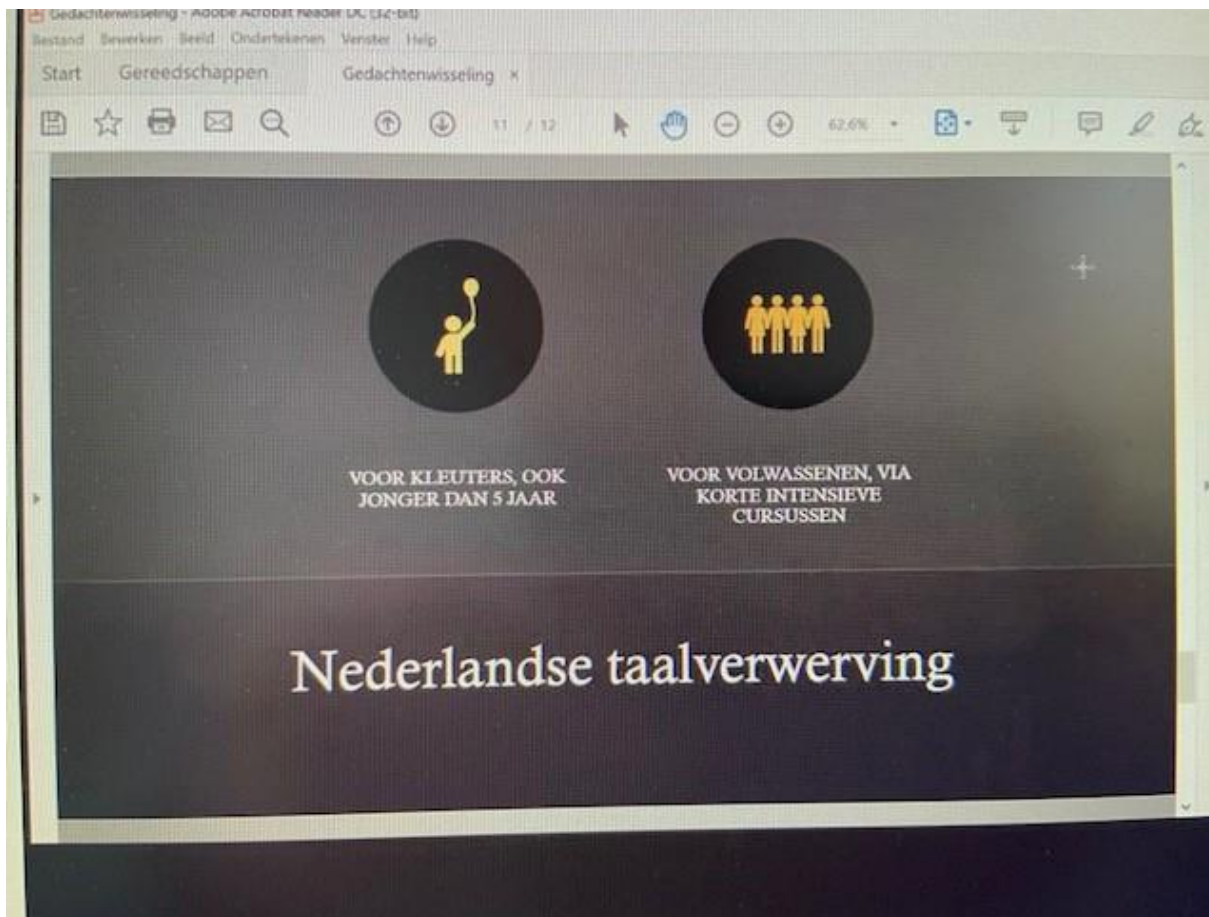 Gedachtenwisseling - Adobe Acrobat Reader DC (32-bit)
Bestand Bewerken Beeld Ondertekenen Venster Help
Start Gereedschappen Gedachtenwisseling ×
11 / 12 62,6%
VOOR KLEUTERS, OOK
JONGER DAN 5 JAAR
VOOR VOLWASSENEN, VIA
KORTE INTENSIEVE
CURSUSSEN
Nederlandse taalverwerving